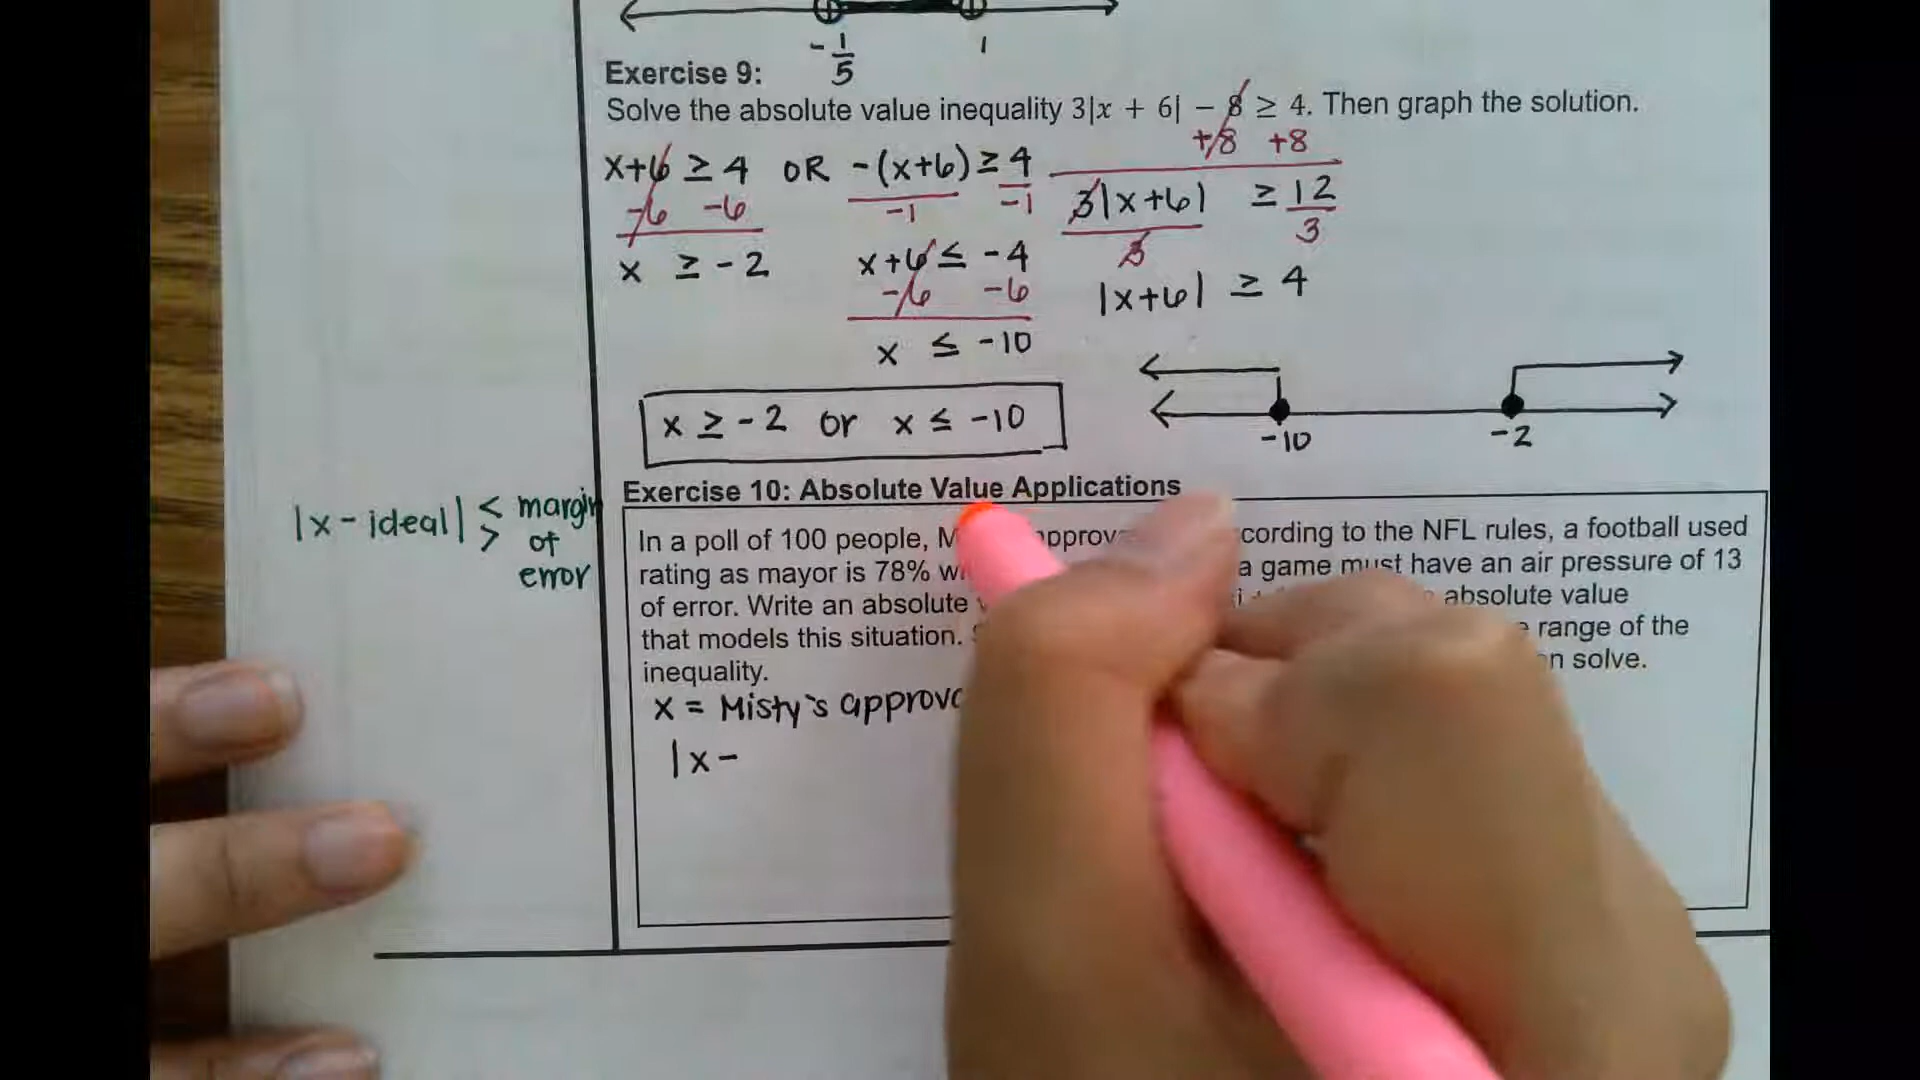 -1/5 1
Exercise 9:
Solve the absolute value inequality 3|x + 6| − 8 ≥ 4. Then graph the solution.
+8 +8
x+6 ≥ 4 OR -(x+6) ≥ 4
-6 -6
-1 -1
3|x+6| ≥ 12
3 3
x ≥ -2
x+6 ≤ -4
-6 -6
|x+6| ≥ 4
x ≤ -10
x ≥ -2 or x ≤ -10
-10 -2
|x - ideal| < > margin
of
error
Exercise 10: Absolute Value Applications
In a poll of 100 people,
rating as mayor is 78%
of error. Write an absolute
that models this situation.
inequality.
x = Misty's
|x -
to the NFL rules, a football used
a game must have an air pressure of 13
absolute value
range of the
solve.